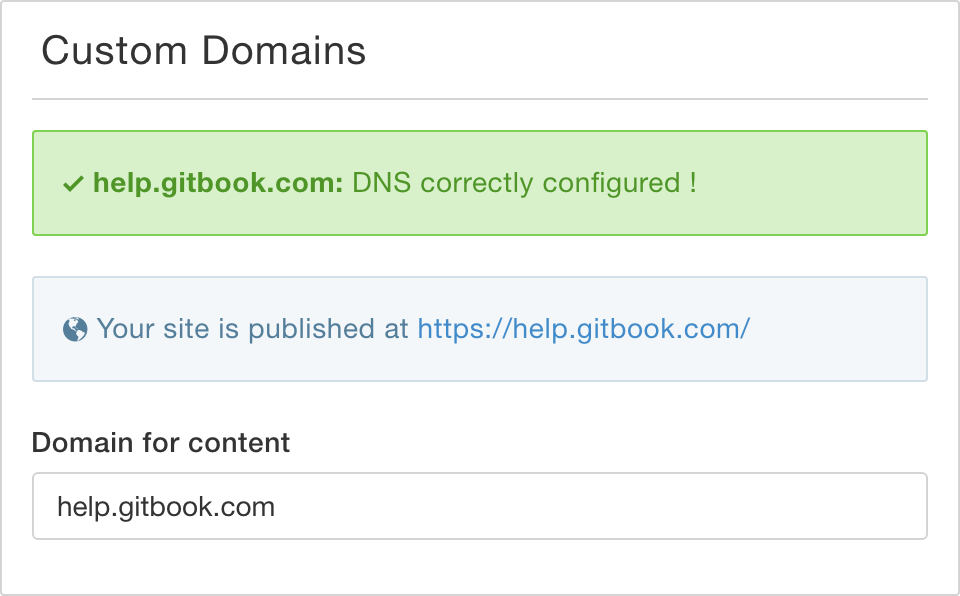 Custom Domains
help.gitbook.com: DNS correctly configured !
Your site is published at https://help.gitbook.com/
Domain for content
help.gitbook.com